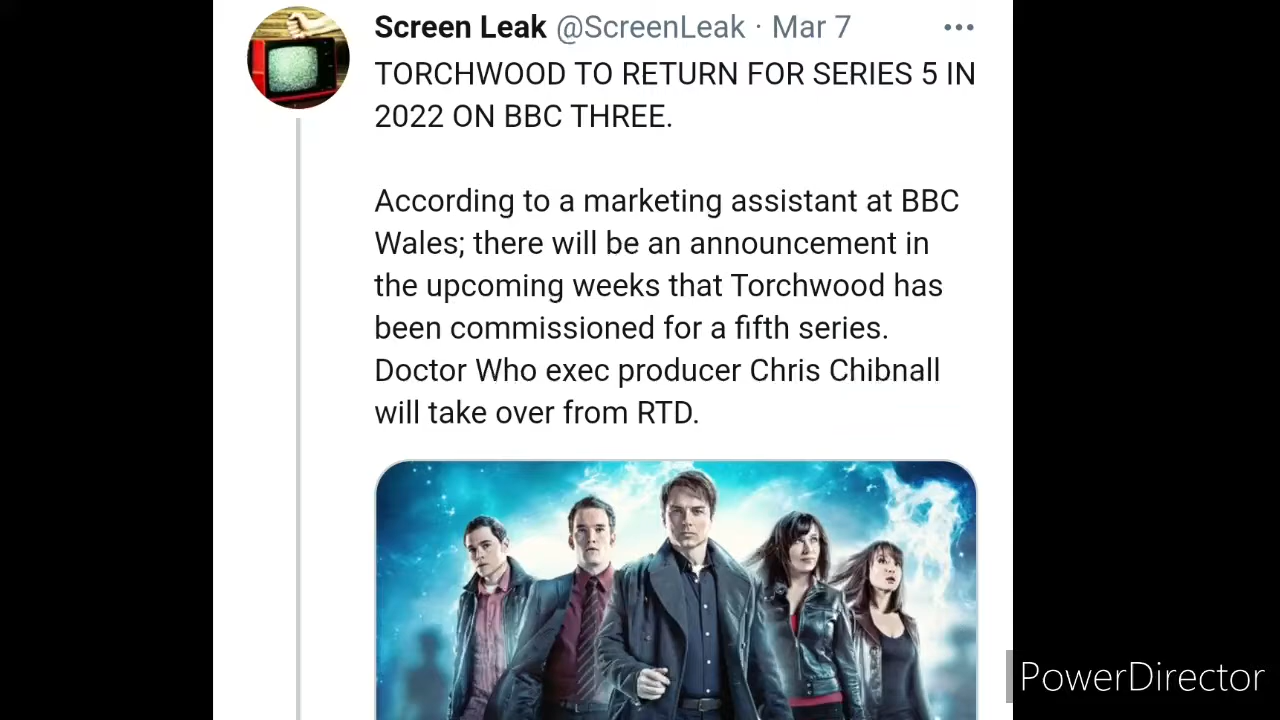 Screen Leak @ScreenLeak · Mar 7
TORCHWOOD TO RETURN FOR SERIES 5 IN
2022 ON BBC THREE.
According to a marketing assistant at BBC
Wales; there will be an announcement in
the upcoming weeks that Torchwood has
been commissioned for a fifth series.
Doctor Who exec producer Chris Chibnall
will take over from RTD.
PowerDirector